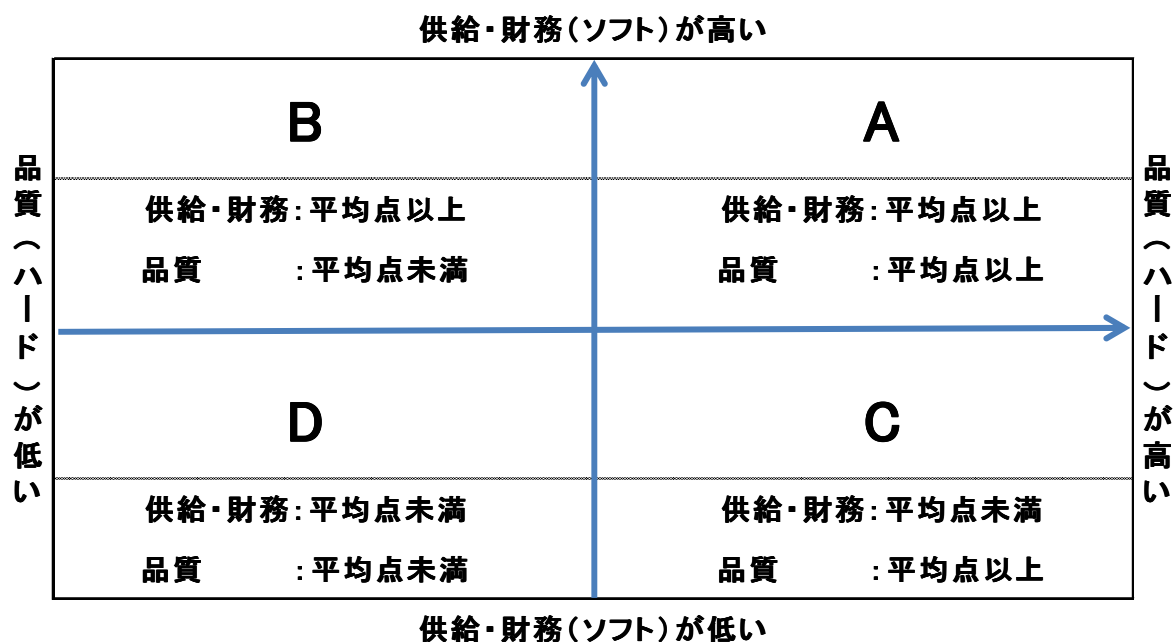 供給・財務(ソフト)が高い
品質(ハード)が低い
B
供給・財務:平均点以上
品質　　　:平均点未満
A
供給・財務:平均点以上
品質　　　:平均点以上
D
供給・財務:平均点未満
品質　　　:平均点未満
C
供給・財務:平均点未満
品質　　　:平均点以上
品質(ハード)が高い
供給・財務(ソフト)が低い